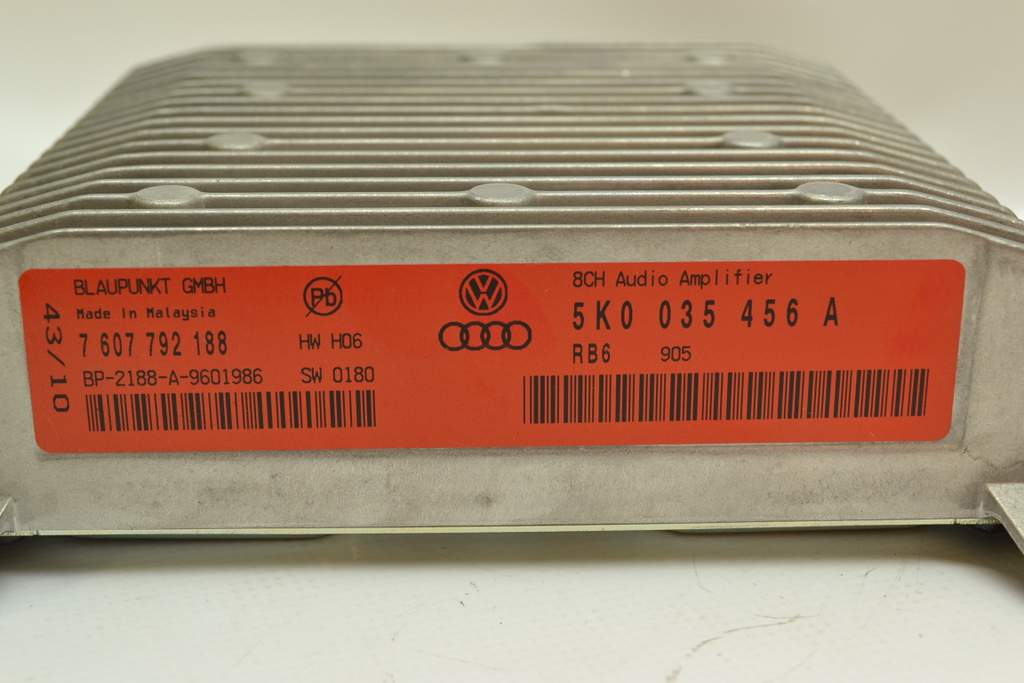 BLAUPUNKT GMBH
Made In Malaysia
7 607 792 188
BP-2188-A-9601986
43/10
Pb
HW H06
SW 0180
VW
8CH Audio Amplifier
5K0 035 456 A
RB6 905